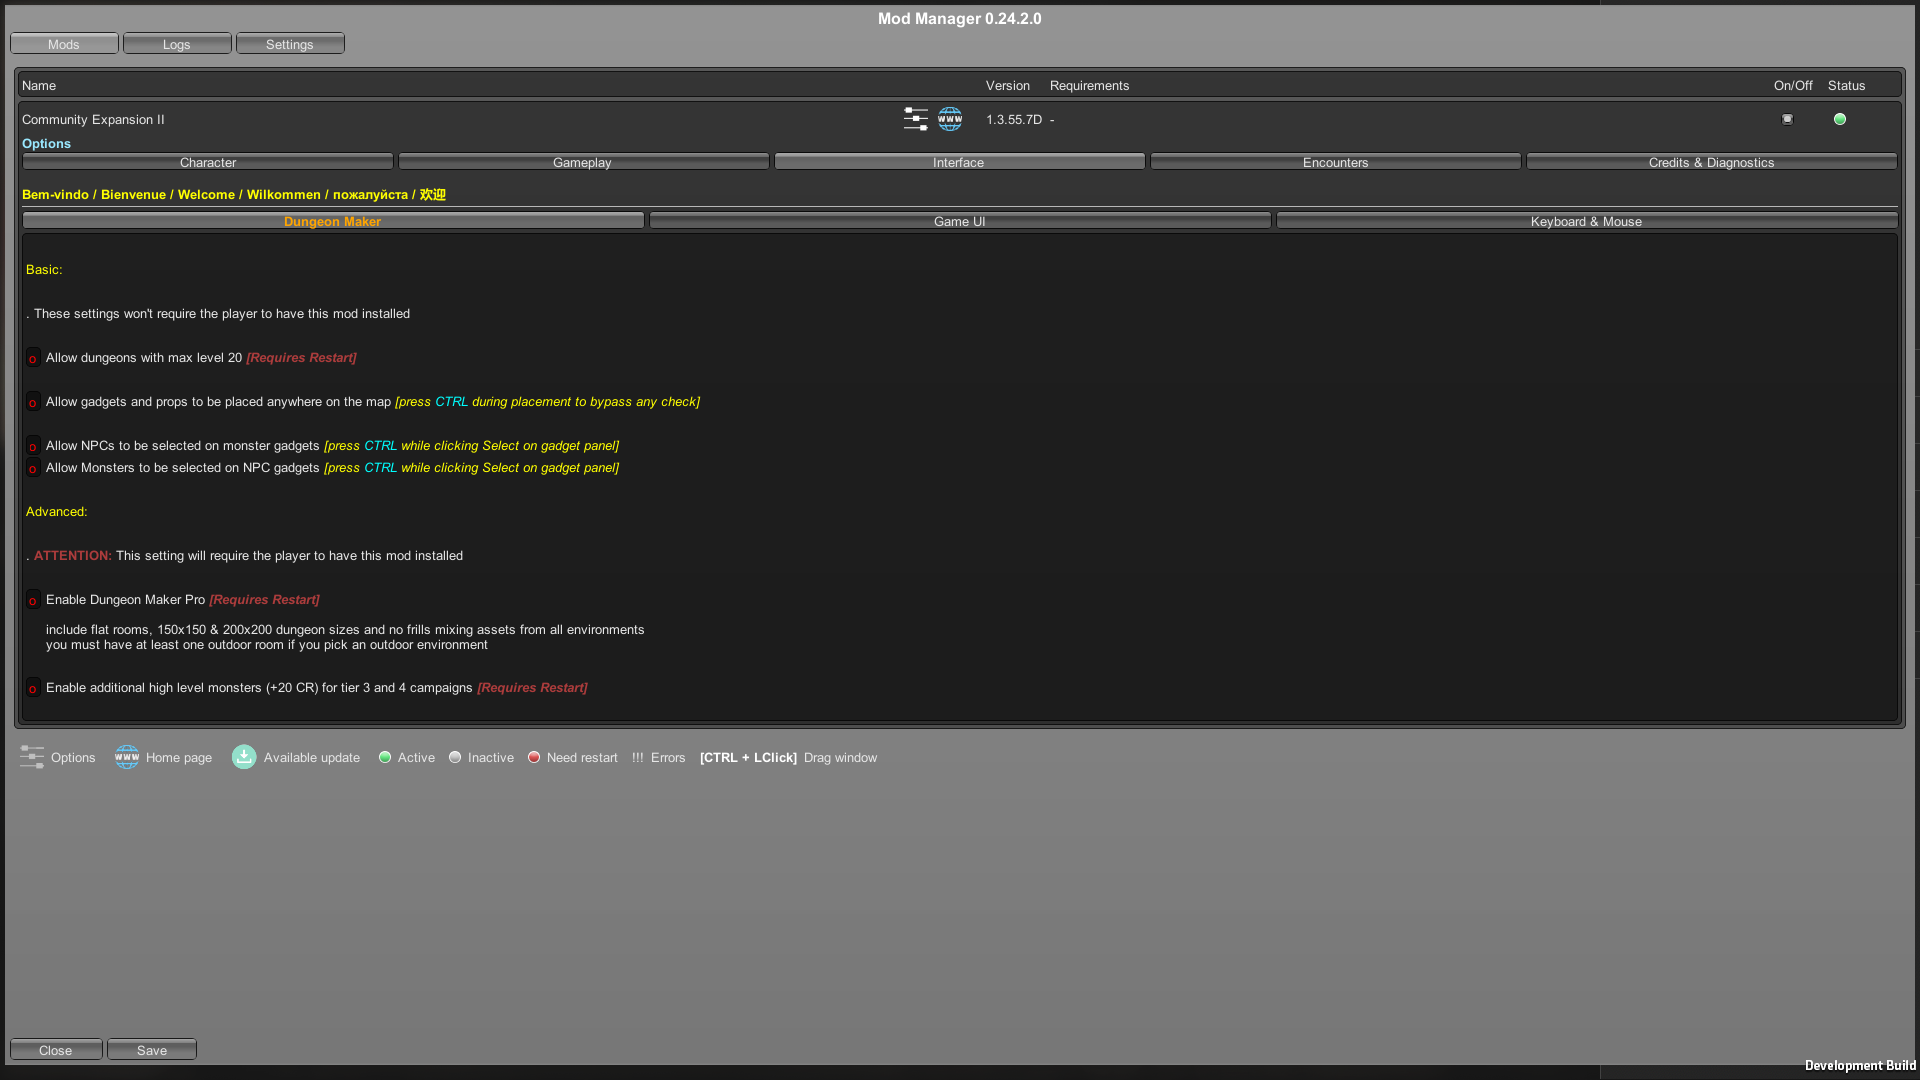 Mod Manager 0.24.2.0
Mods Logs Settings
Name Version Requirements On/Off Status
Community Expansion II WWW 1.3.55.7D - 
Options
Character Gameplay Interface Encounters Credits & Diagnostics
Bem-vindo / Bienvenue / Welcome / Wilkommen / пожалуйста / 欢迎
Dungeon Maker Game UI Keyboard & Mouse
Basic:
. These settings won't require the player to have this mod installed
o Allow dungeons with max level 20 [Requires Restart]
o Allow gadgets and props to be placed anywhere on the map [press CTRL during placement to bypass any check]
o Allow NPCs to be selected on monster gadgets [press CTRL while clicking Select on gadget panel]
o Allow Monsters to be selected on NPC gadgets [press CTRL while clicking Select on gadget panel]
Advanced:
. ATTENTION: This setting will require the player to have this mod installed
o Enable Dungeon Maker Pro [Requires Restart]
include flat rooms, 150x150 & 200x200 dungeon sizes and no frills mixing assets from all environments
you must have at least one outdoor room if you pick an outdoor environment
o Enable additional high level monsters (+20 CR) for tier 3 and 4 campaigns [Requires Restart]
Options WWW Home page Available update Active Inactive Need restart !!! Errors [CTRL + LClick] Drag window
Close Save
Development Build